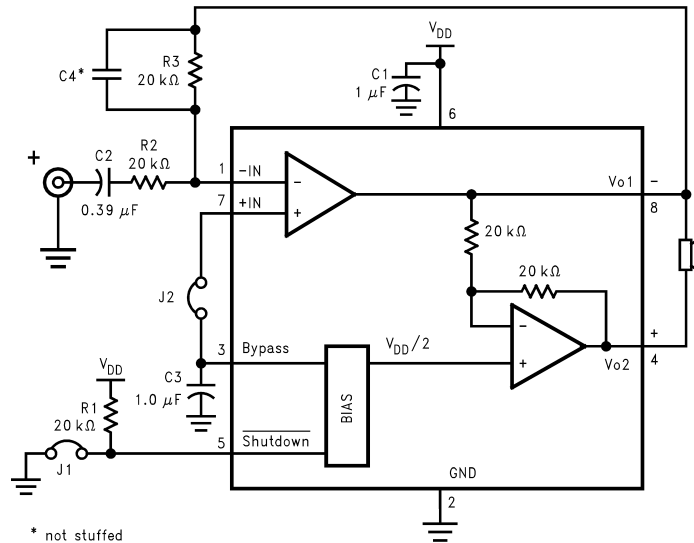 V_DD
C4*
R3
20 kΩ
C1
1 μF
6
+
C2
R2
20 kΩ
0.39 μF
1
-IN
7
+IN
-
+
Vo1
-
8
20 kΩ
20 kΩ
J2
-
+
+
4
Vo2
3
Bypass
V_DD/2
C3
1.0 μF
BIAS
V_DD
R1
20 kΩ
5
Shutdown
J1
GND
2
* not stuffed